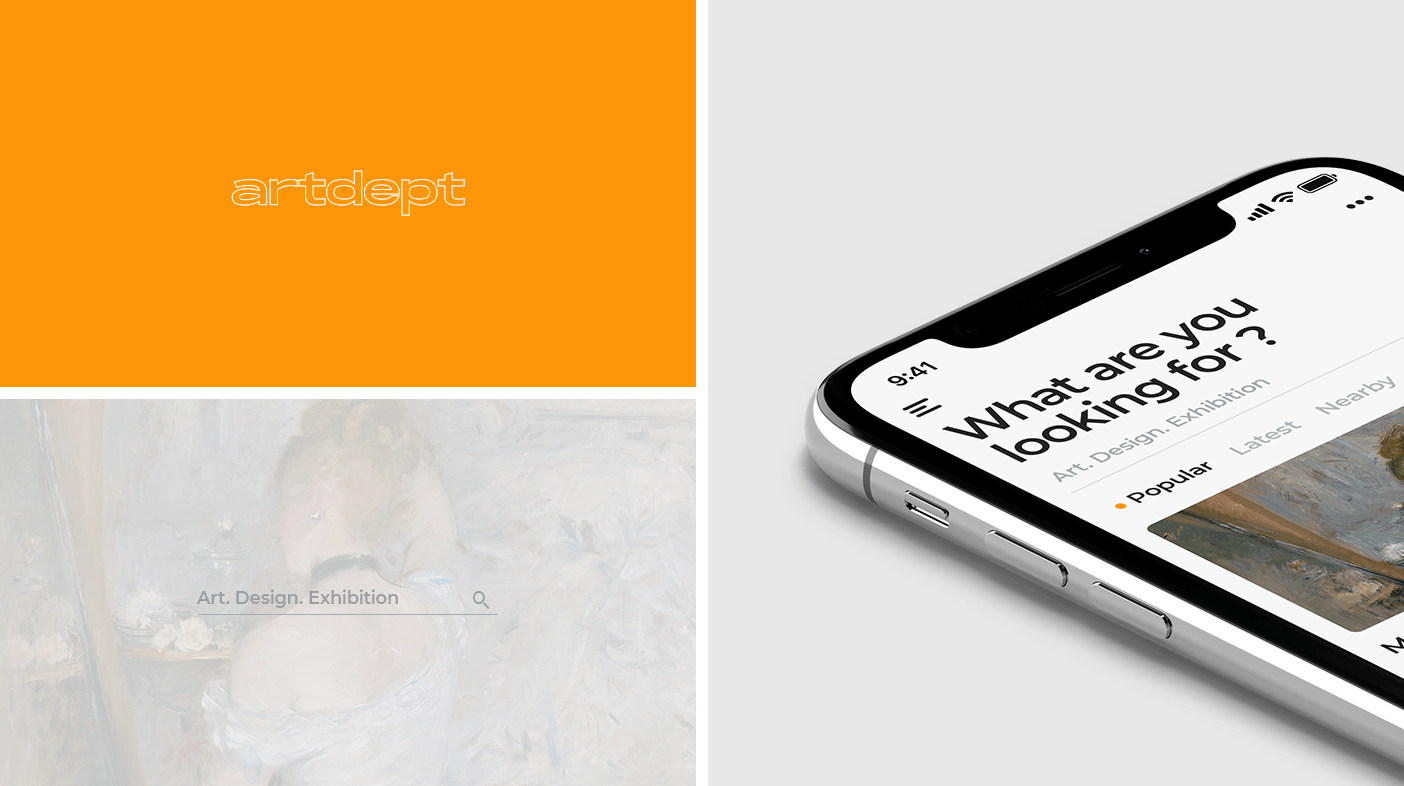 artdept
Art. Design. Exhibition
9:41
What are you
looking for ?
Art. Design. Exhibition
Popular Latest Nearby